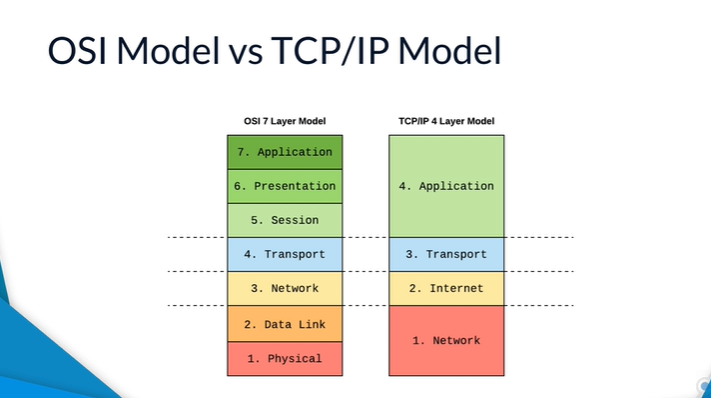 OSI Model vs TCP/IP Model
OSI 7 Layer Model
7. Application
6. Presentation
5. Session
4. Transport
3. Network
2. Data Link
1. Physical
TCP/IP 4 Layer Model
4. Application
3. Transport
2. Internet
1. Network